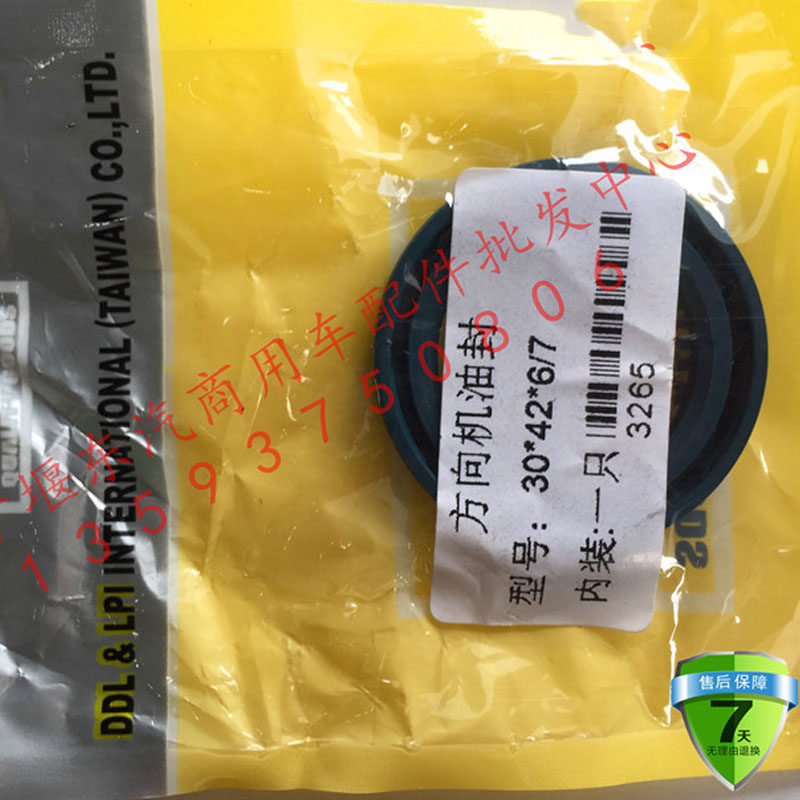 DDL & LPI INTERNATIONAL (TAIWAN) CO.,LTD.
堰东汽商用车配件批发中心
13593750805
方向机油封
型号: 30*42*6/7
内装:一只
3265
售后保障
7天
无理由退换